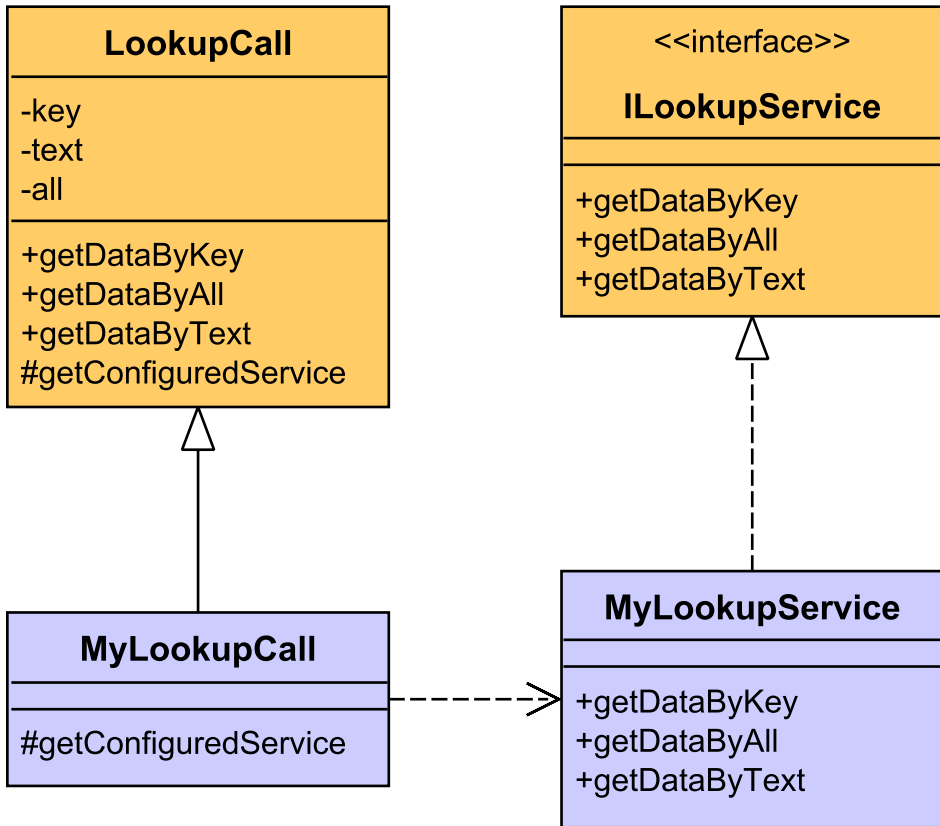 LookupCall
-key
-text
-all
+getDataByKey
+getDataByAll
+getDataByText
#getConfiguredService
<<interface>>
ILookupService
+getDataByKey
+getDataByAll
+getDataByText
MyLookupCall
#getConfiguredService
MyLookupService
+getDataByKey
+getDataByAll
+getDataByText